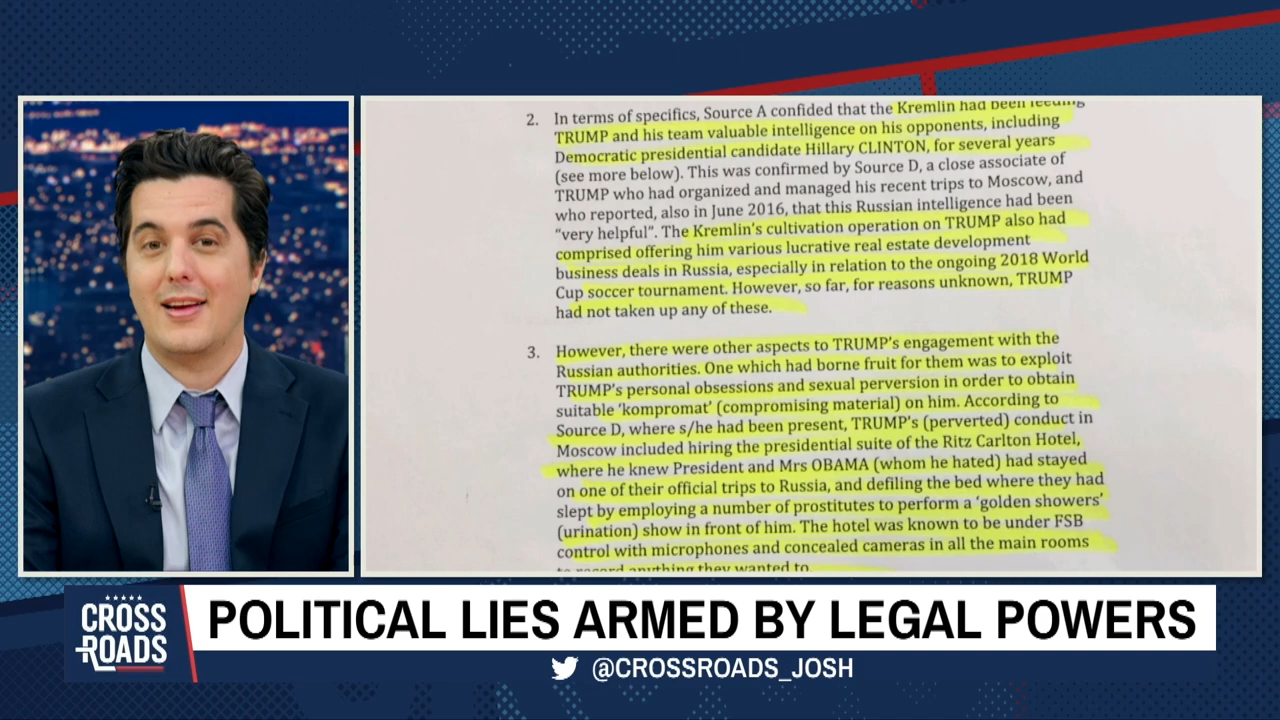 2. In terms of specifics, Source A confided that the Kremlin had been feeding
TRUMP and his team valuable intelligence on his opponents, including
Democratic presidential candidate Hillary CLINTON, for several years
(see more below). This was confirmed by Source D, a close associate of
TRUMP who had organized and managed his recent trips to Moscow, and
who reported, also in June 2016, that this Russian intelligence had been
“very helpful”. The Kremlin’s cultivation operation on TRUMP also had
comprised offering him various lucrative real estate development
business deals in Russia, especially in relation to the ongoing 2018 World
Cup soccer tournament. However, so far, for reasons unknown, TRUMP
had not taken up any of these.
3. However, there were other aspects to TRUMP’s engagement with the
Russian authorities. One which had borne fruit for them was to exploit
TRUMP’s personal obsessions and sexual perversion in order to obtain
suitable ‘kompromat’ (compromising material) on him. According to
Source D, where s/he had been present, TRUMP’s (perverted) conduct in
Moscow included hiring the presidential suite of the Ritz Carlton Hotel,
where he knew President and Mrs OBAMA (whom he hated) had stayed
on one of their official trips to Russia, and defiling the bed where they had
slept by employing a number of prostitutes to perform a ‘golden showers’
(urination) show in front of him. The hotel was known to be under FSB
control with microphones and concealed cameras in all the main rooms
to record anything they wanted to.
CROSS
ROADS
POLITICAL LIES ARMED BY LEGAL POWERS
@CROSSROADS_JOSH